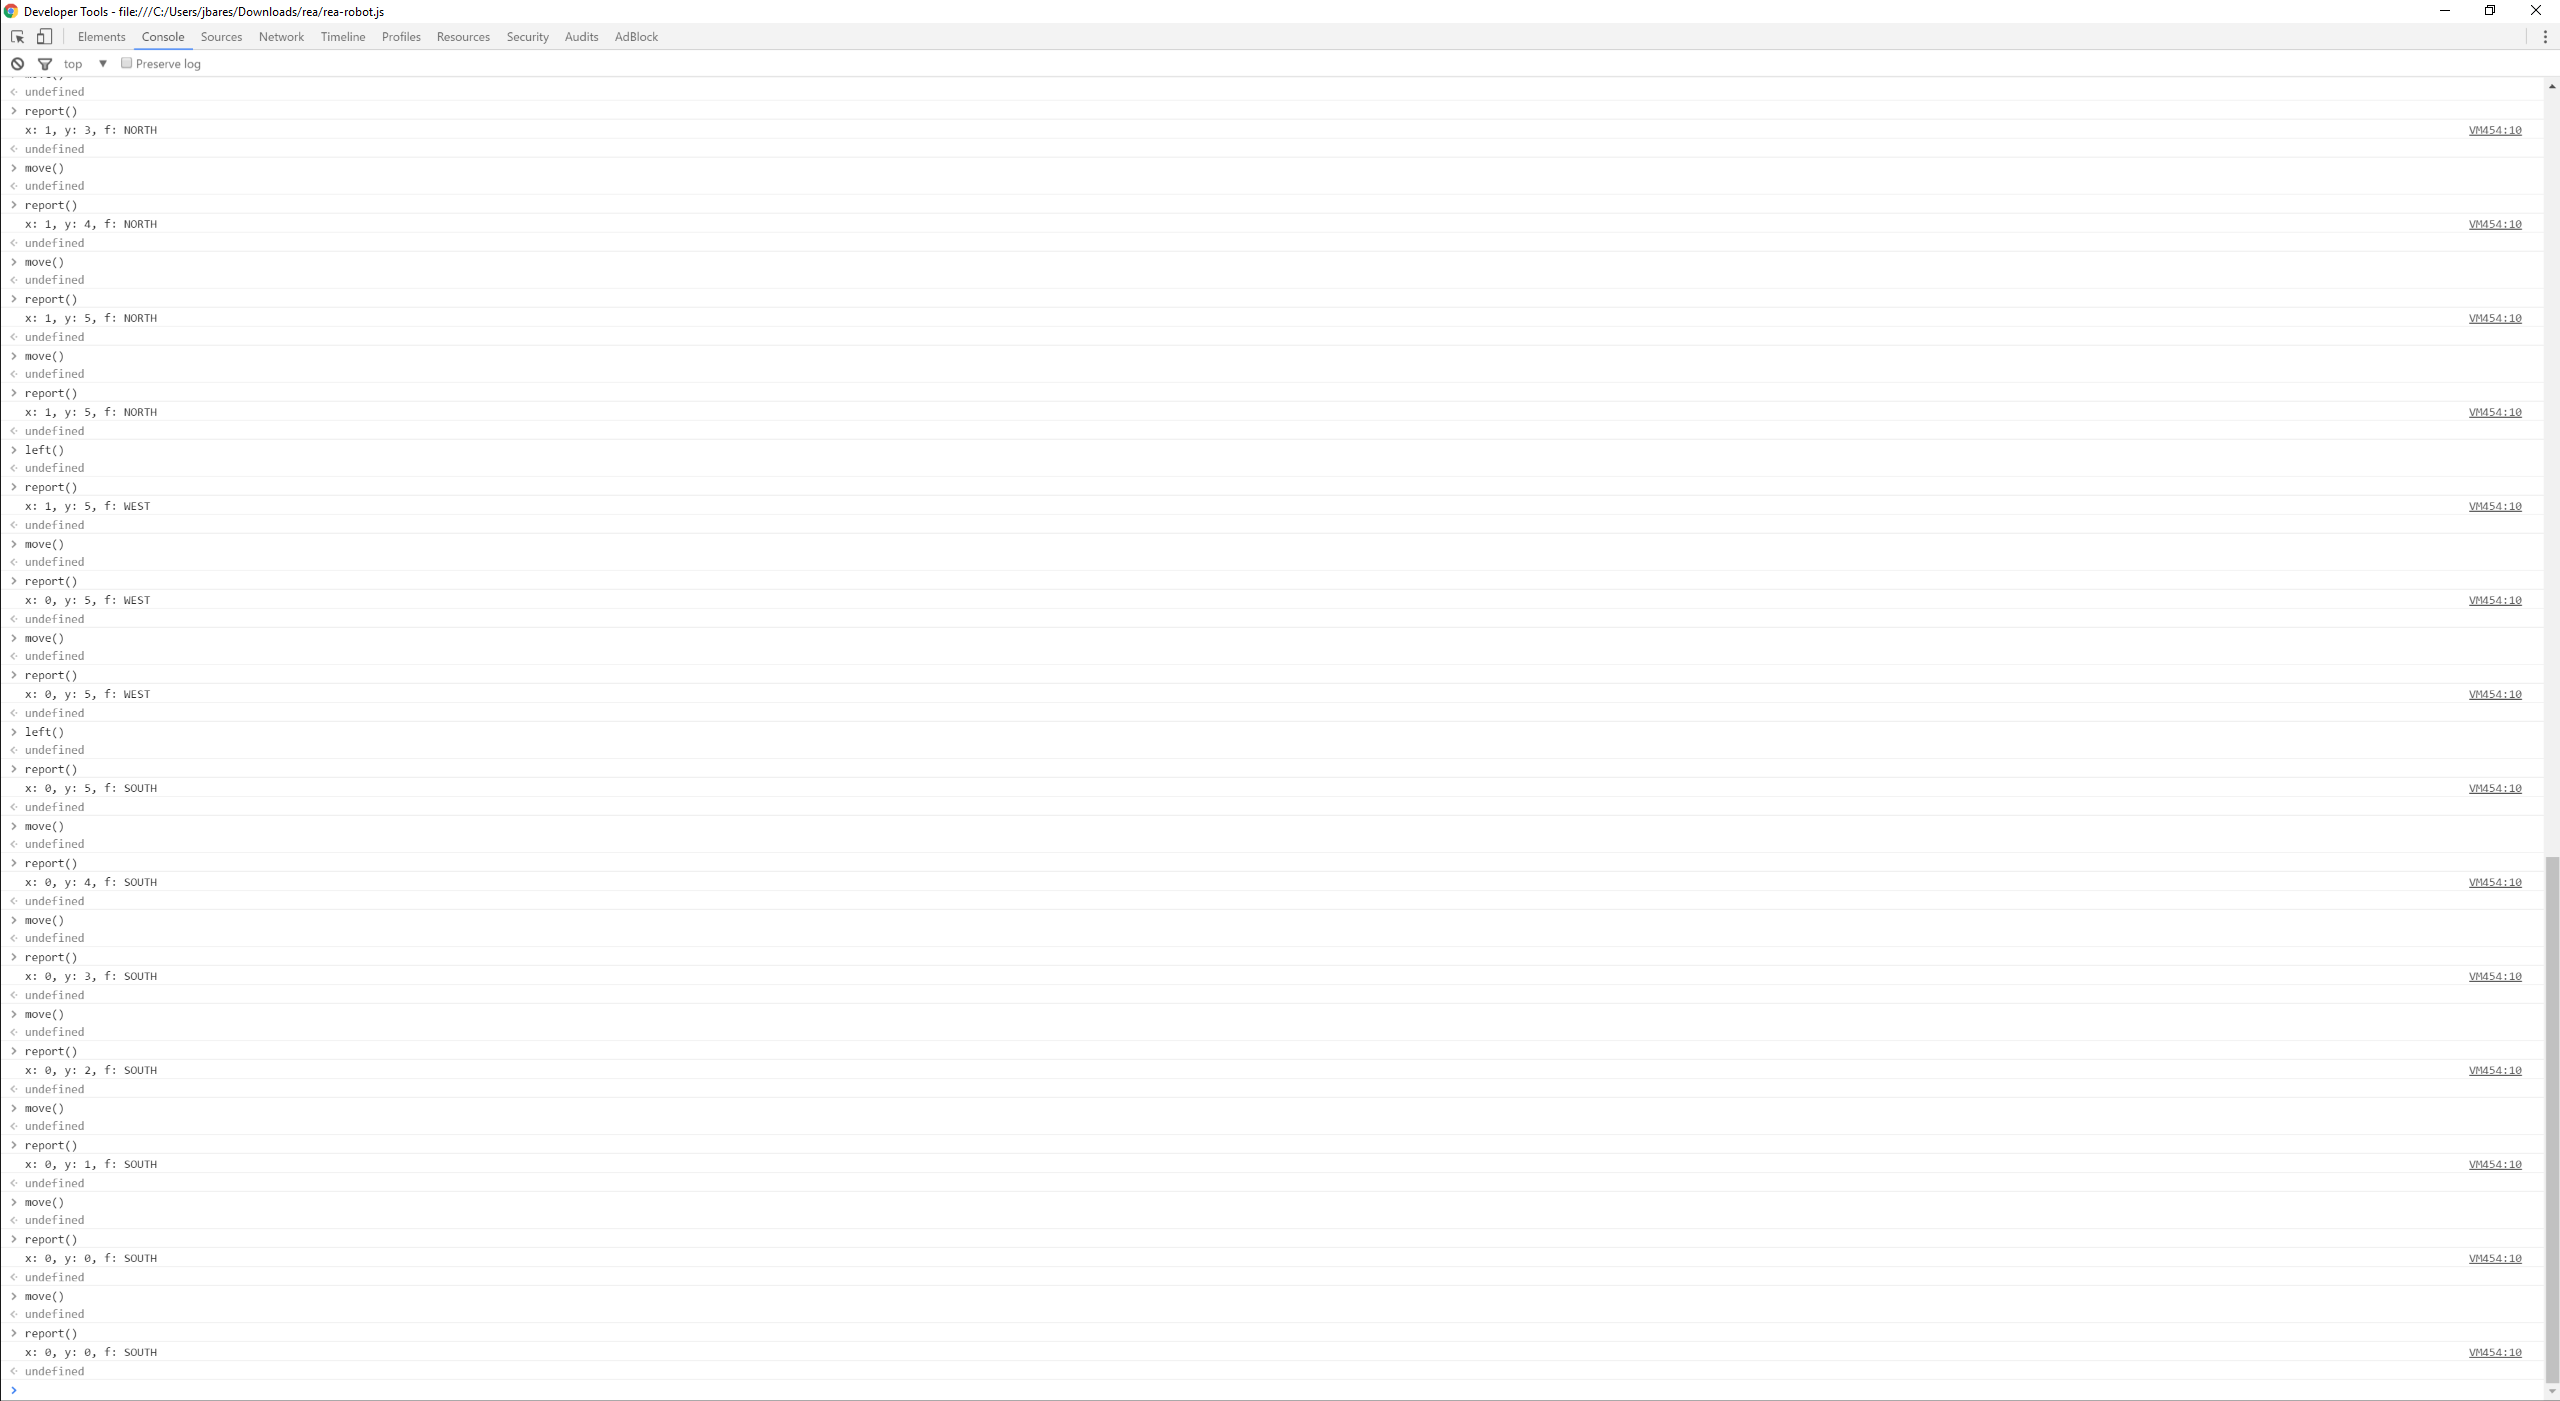 Developer Tools - file:///C:/Users/jbares/Downloads/rea/rea-robot.js
Elements Console Sources Network Timeline Profiles Resources Security Audits AdBlock
top Preserve log
move()
undefined
report()
x: 1, y: 3, f: NORTH VM454:10
undefined
move()
undefined
report()
x: 1, y: 4, f: NORTH VM454:10
undefined
move()
undefined
report()
x: 1, y: 5, f: NORTH VM454:10
undefined
move()
undefined
report()
x: 1, y: 5, f: NORTH VM454:10
undefined
left()
undefined
report()
x: 1, y: 5, f: WEST VM454:10
undefined
move()
undefined
report()
x: 0, y: 5, f: WEST VM454:10
undefined
move()
undefined
report()
x: 0, y: 5, f: WEST VM454:10
undefined
left()
undefined
report()
x: 0, y: 5, f: SOUTH VM454:10
undefined
move()
undefined
report()
x: 0, y: 4, f: SOUTH VM454:10
undefined
move()
undefined
report()
x: 0, y: 3, f: SOUTH VM454:10
undefined
move()
undefined
report()
x: 0, y: 2, f: SOUTH VM454:10
undefined
move()
undefined
report()
x: 0, y: 1, f: SOUTH VM454:10
undefined
move()
undefined
report()
x: 0, y: 0, f: SOUTH VM454:10
undefined
move()
undefined
report()
x: 0, y: 0, f: SOUTH VM454:10
undefined